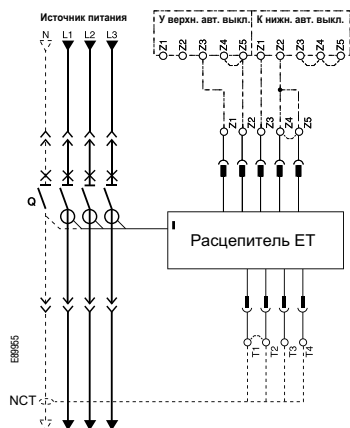 Источник питания
У верхн. авт. выкл.
К нижн. авт. выкл.
N L1 L2 L3
Z1 Z2 Z3 Z4 Z5 Z1 Z2 Z3 Z4 Z5
Z1 Z2 Z3 Z4 Z5
Q
Расцепитель ET
E89955
T1 T2 T3 T4
NCT